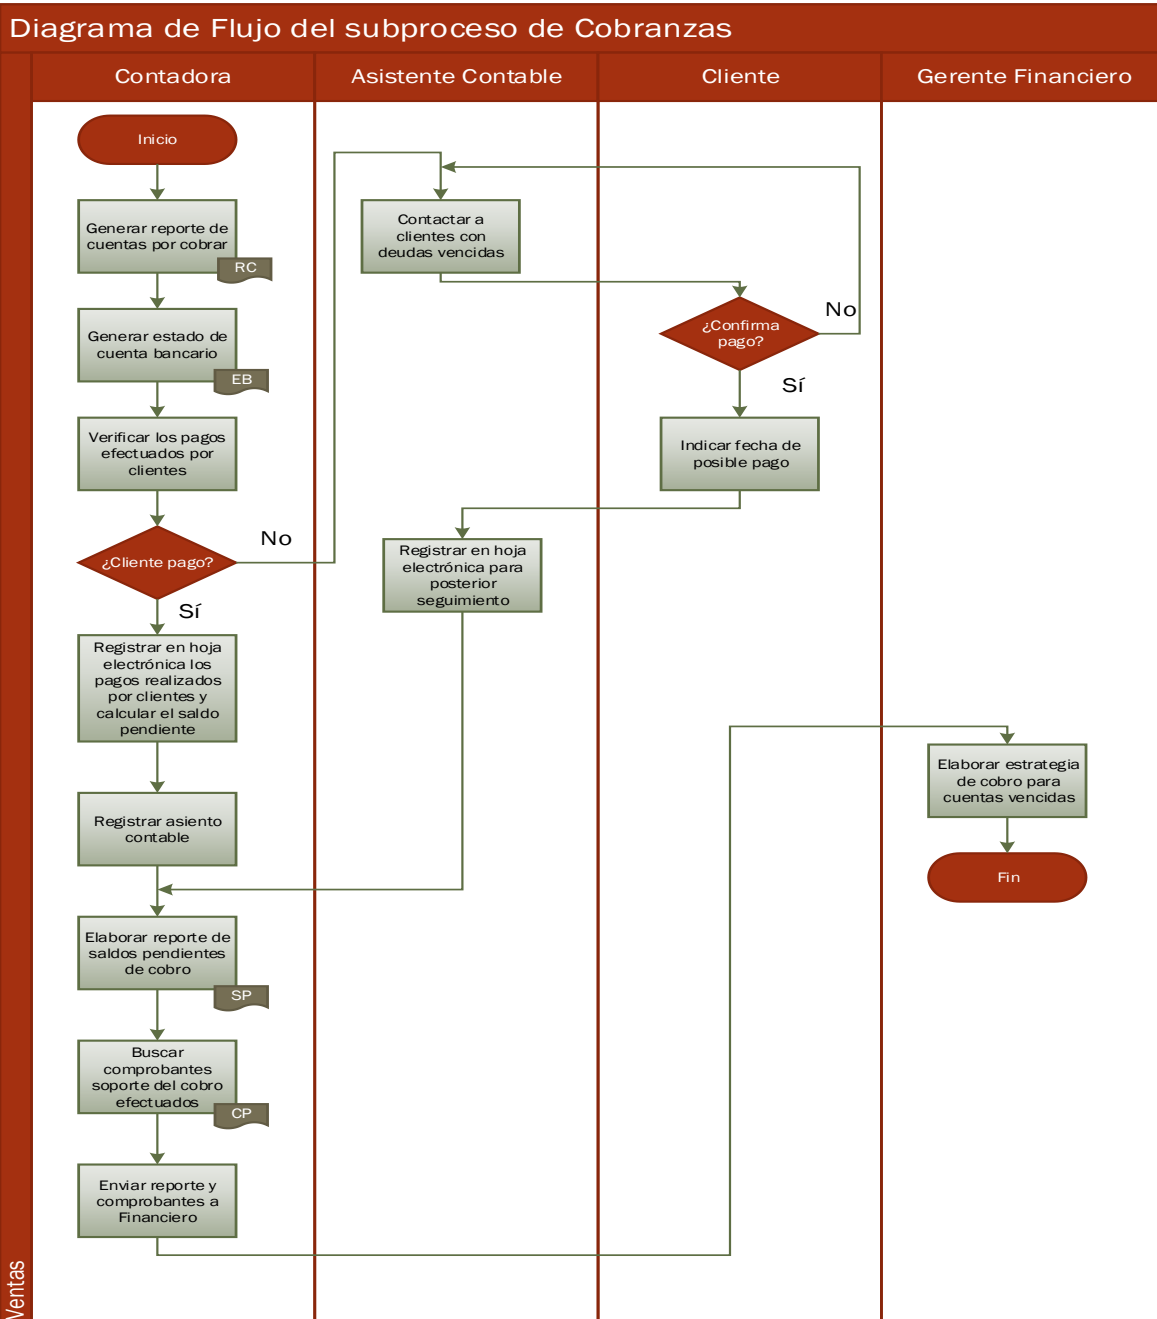 Diagrama de Flujo del subproceso de Cobranzas
Contadora
Asistente Contable
Cliente
Gerente Financiero
Inicio
Generar reporte de
cuentas por cobrar
RC
Generar estado de
cuenta bancario
EB
Verificar los pagos
efectuados por
clientes
¿Cliente pago?
No
Sí
Registrar en hoja
electrónica los
pagos realizados
por clientes y
calcular el saldo
pendiente
Registrar asiento
contable
Elaborar reporte de
saldos pendientes
de cobro
SP
Buscar
comprobantes
soporte del cobro
efectuados
CP
Enviar reporte y
comprobantes a
Financiero
Contactar a
clientes con
deudas vencidas
Registrar en hoja
electrónica para
posterior
seguimiento
¿Confirma
pago?
No
Sí
Indicar fecha de
posible pago
Elaborar estrategia
de cobro para
cuentas vencidas
Fin
Ventas